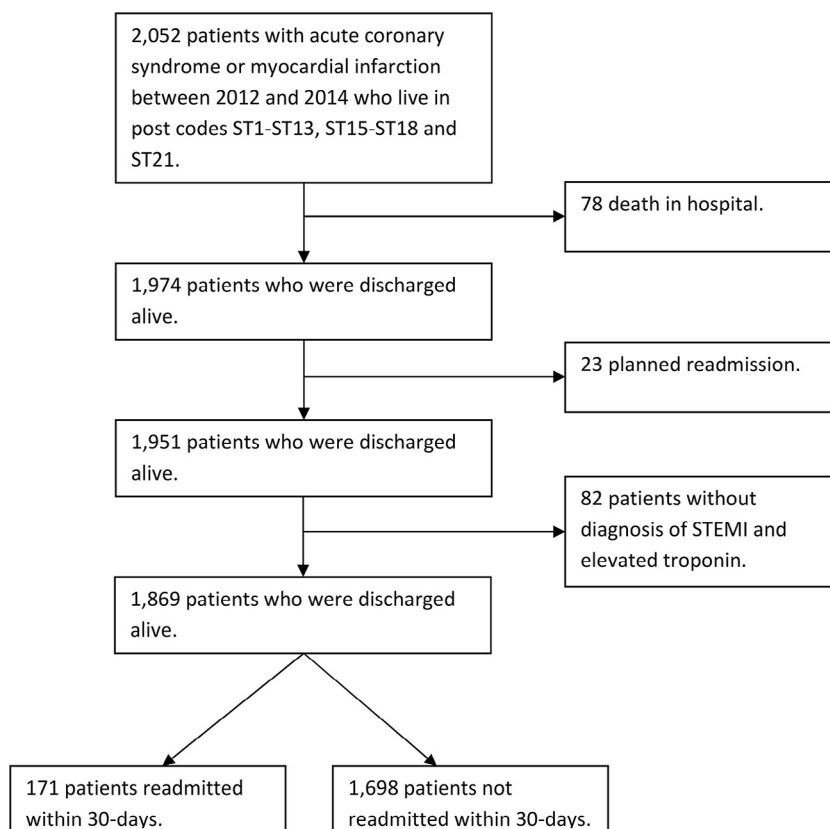 2,052 patients with acute coronary
syndrome or myocardial infarction
between 2012 and 2014 who live in
post codes ST1-ST13, ST15-ST18 and
ST21.
78 death in hospital.
1,974 patients who were discharged
alive.
23 planned readmission.
1,951 patients who were discharged
alive.
82 patients without
diagnosis of STEMI and
elevated troponin.
1,869 patients who were discharged
alive.
171 patients readmitted
within 30-days.
1,698 patients not
readmitted within 30-days.